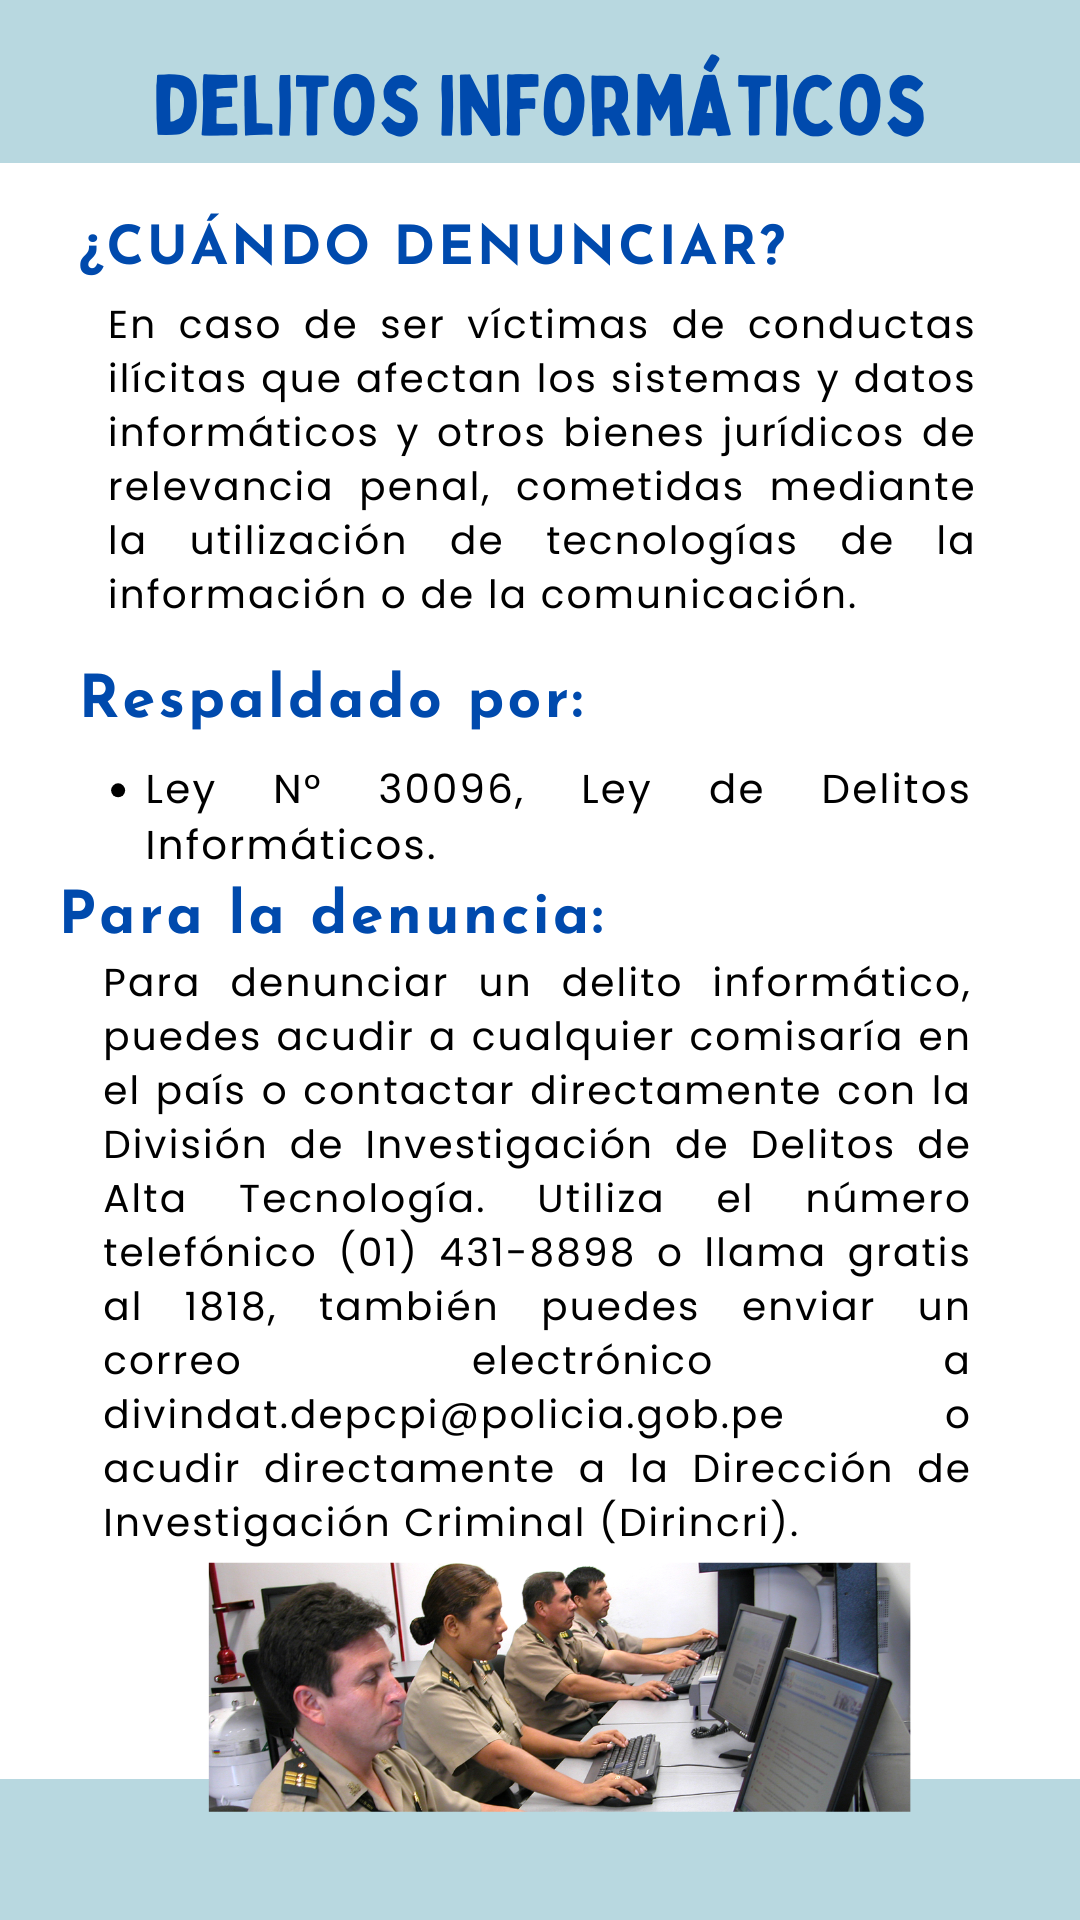 DELITOS INFORMÁTICOS
¿CUÁNDO DENUNCIAR?
En caso de ser víctimas de conductas
ilícitas que afectan los sistemas y datos
informáticos y otros bienes jurídicos de
relevancia penal, cometidas mediante
la utilización de tecnologías de la
información o de la comunicación.
Respaldado por:
• Ley Nº 30096, Ley de Delitos
Informáticos.
Para la denuncia:
Para denunciar un delito informático,
puedes acudir a cualquier comisaría en
el país o contactar directamente con la
División de Investigación de Delitos de
Alta Tecnología. Utiliza el número
telefónico (01) 431-8898 o llama gratis
al 1818, también puedes enviar un
correo electrónico a
divindat.depcpi@policia.gob.pe o
acudir directamente a la Dirección de
Investigación Criminal (Dirincri).